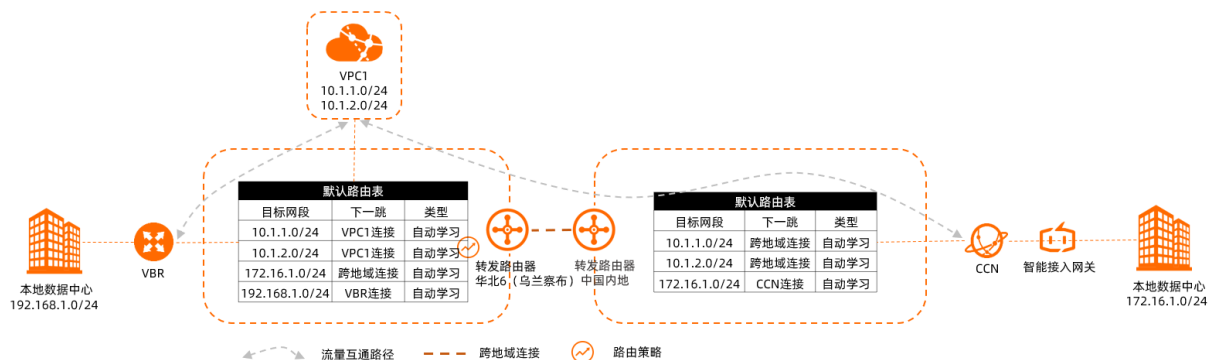 VPC1
10.1.1.0/24
10.1.2.0/24
默认路由表
目标网段 下一跳 类型
10.1.1.0/24 VPC1连接 自动学习
10.1.2.0/24 VPC1连接 自动学习
172.16.1.0/24 跨地域连接 自动学习
192.168.1.0/24 VBR连接 自动学习
默认路由表
目标网段 下一跳 类型
10.1.1.0/24 跨地域连接 自动学习
10.1.2.0/24 跨地域连接 自动学习
172.16.1.0/24 CCN连接 自动学习
本地数据中心
192.168.1.0/24
VBR
转发路由器
华北6（乌兰察布）
转发路由器
中国内地
CCN
智能接入网关
本地数据中心
172.16.1.0/24
流量互通路径
跨地域连接
路由策略